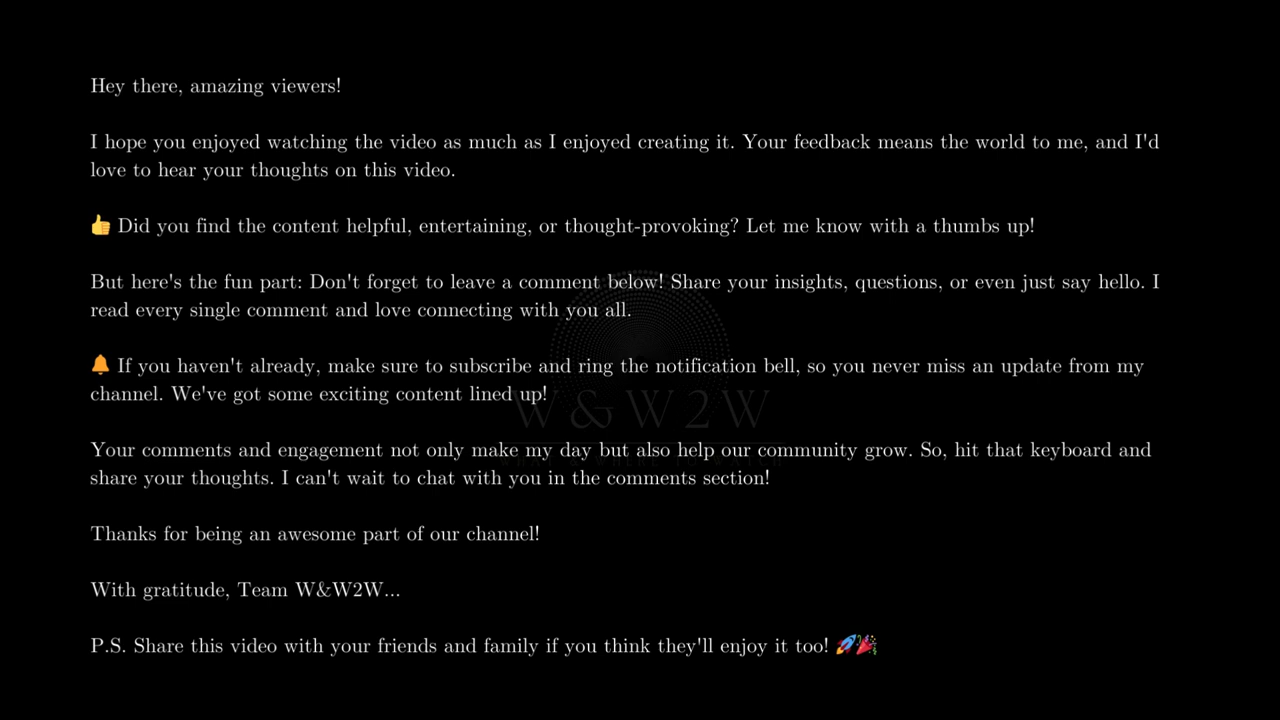 Hey there, amazing viewers!
I hope you enjoyed watching the video as much as I enjoyed creating it. Your feedback means the world to me, and I'd
love to hear your thoughts on this video.
👍 Did you find the content helpful, entertaining, or thought-provoking? Let me know with a thumbs up!
But here's the fun part: Don't forget to leave a comment below! Share your insights, questions, or even just say hello. I
read every single comment and love connecting with you all.
🔔 If you haven't already, make sure to subscribe and ring the notification bell, so you never miss an update from my
channel. We've got some exciting content lined up!
W&W2W
Your comments and engagement not only make my day but also help our community grow. So, hit that keyboard and
share your thoughts. I can't wait to chat with you in the comments section!
Thanks for being an awesome part of our channel!
With gratitude, Team W&W2W...
P.S. Share this video with your friends and family if you think they'll enjoy it too! 🚀🎉